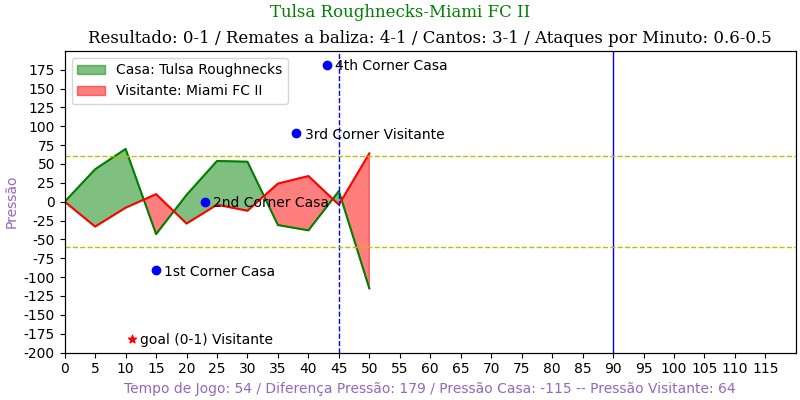 Tulsa Roughnecks-Miami FC II
Resultado: 0-1 / Remates a baliza: 4-1 / Cantos: 3-1 / Ataques por Minuto: 0.6-0.5
Casa: Tulsa Roughnecks
Visitante: Miami FC II
4th Corner Casa
3rd Corner Visitante
2nd Corner Casa
1st Corner Casa
goal (0-1) Visitante
Pressão
175
150
125
100
75
50
25
0
-25
-50
-75
-100
-125
-150
-175
-200
0 5 10 15 20 25 30 35 40 45 50 55 60 65 70 75 80 85 90 95 100 105 110 115
Tempo de Jogo: 54 / Diferença Pressão: 179 / Pressão Casa: -115 -- Pressão Visitante: 64